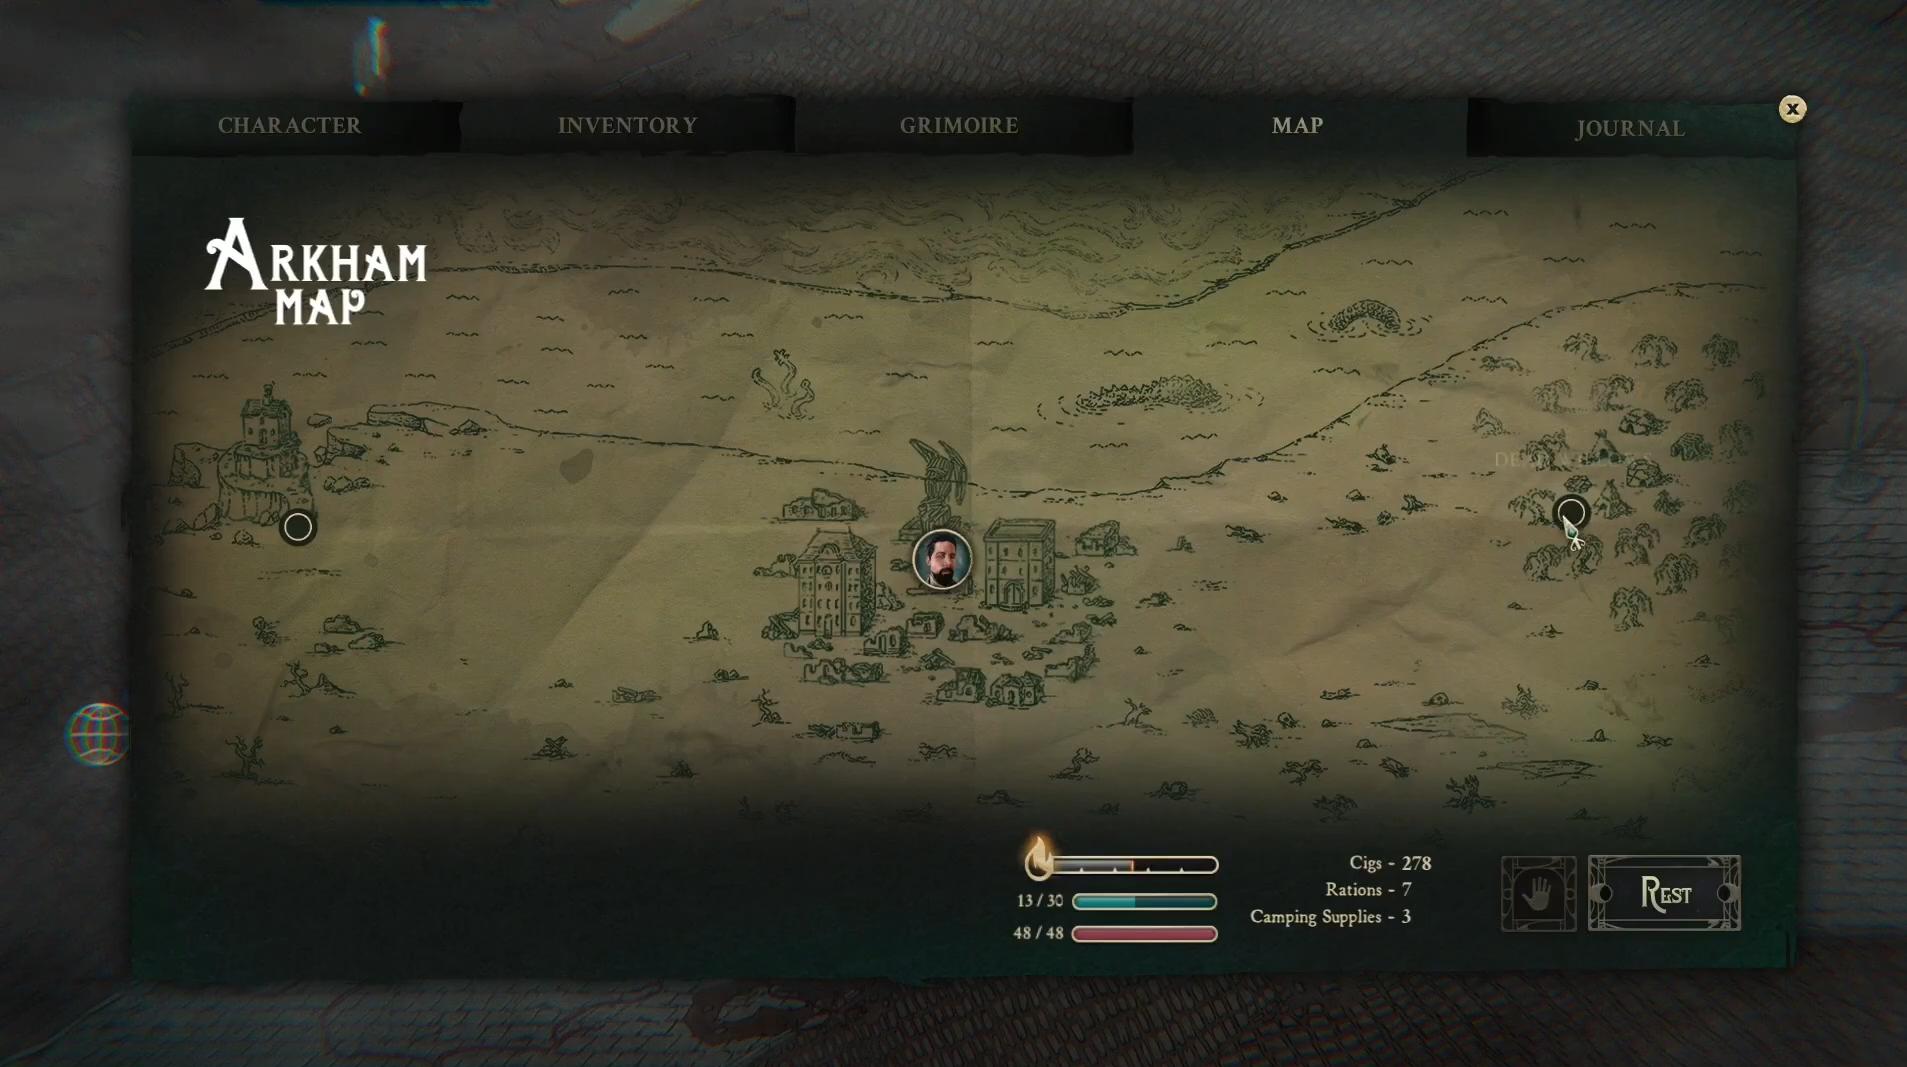 CHARACTER
INVENTORY
GRIMOIRE
MAP
JOURNAL
x
ARKHAM
MAP
13 / 30
48 / 48
Cigs - 278
Rations - 7
Camping Supplies - 3
REST